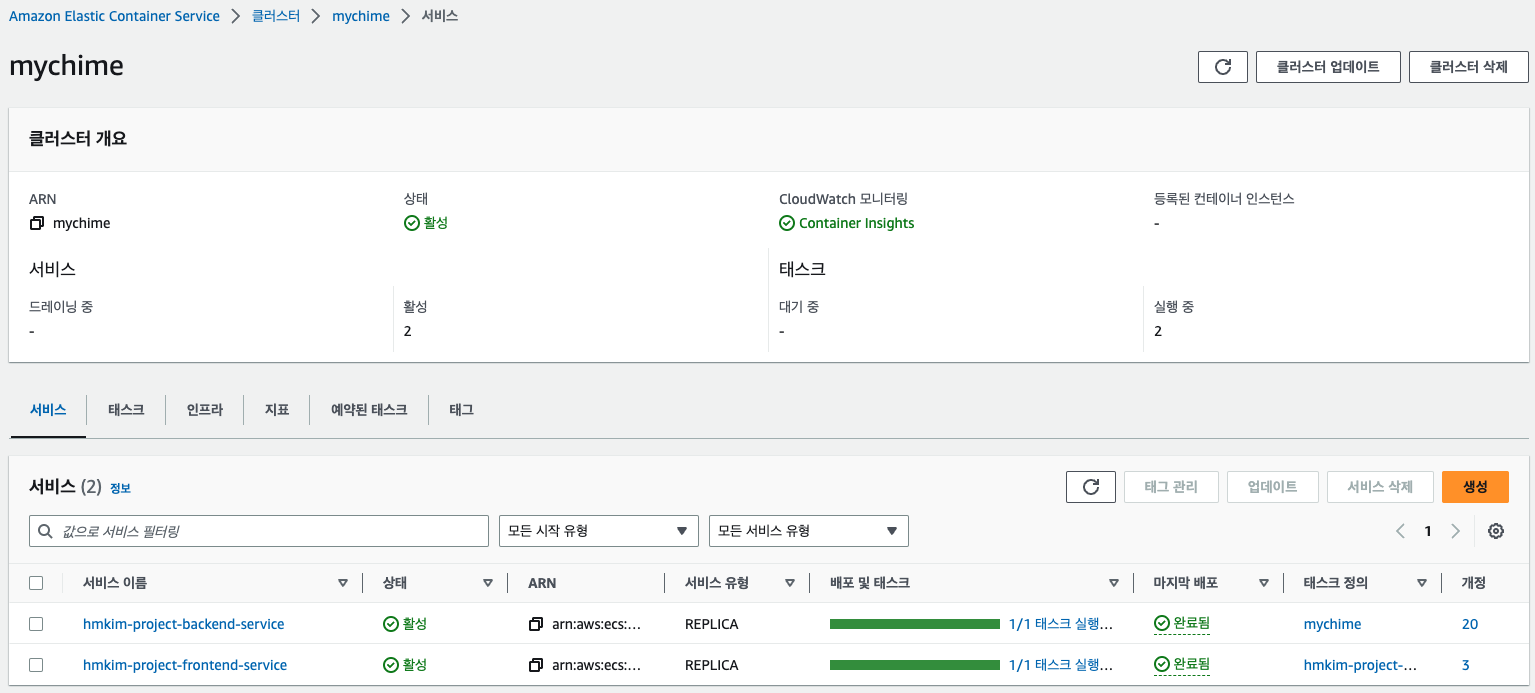 Amazon Elastic Container Service > 클러스터 > mychime > 서비스
mychime
클러스터 업데이트 클러스터 삭제
클러스터 개요
ARN 상태 CloudWatch 모니터링 등록된 컨테이너 인스턴스
mychime 활성 Container Insights -
서비스 태스크
드레이닝 중 활성 대기 중 실행 중
- 2 - 2
서비스 태스크 인프라 지표 예약된 태스크 태그
서비스 (2) 정보 태그 관리 업데이트 서비스 삭제 생성
값으로 서비스 필터링 모든 시작 유형 모든 서비스 유형 < 1 >
서비스 이름 상태 ARN 서비스 유형 배포 및 태스크 마지막 배포 태스크 정의 개정
hmkim-project-backend-service 활성 arn:aws:ecs:... REPLICA 1/1 태스크 실행... 완료됨 mychime 20
hmkim-project-frontend-service 활성 arn:aws:ecs:... REPLICA 1/1 태스크 실행... 완료됨 hmkim-project-... 3